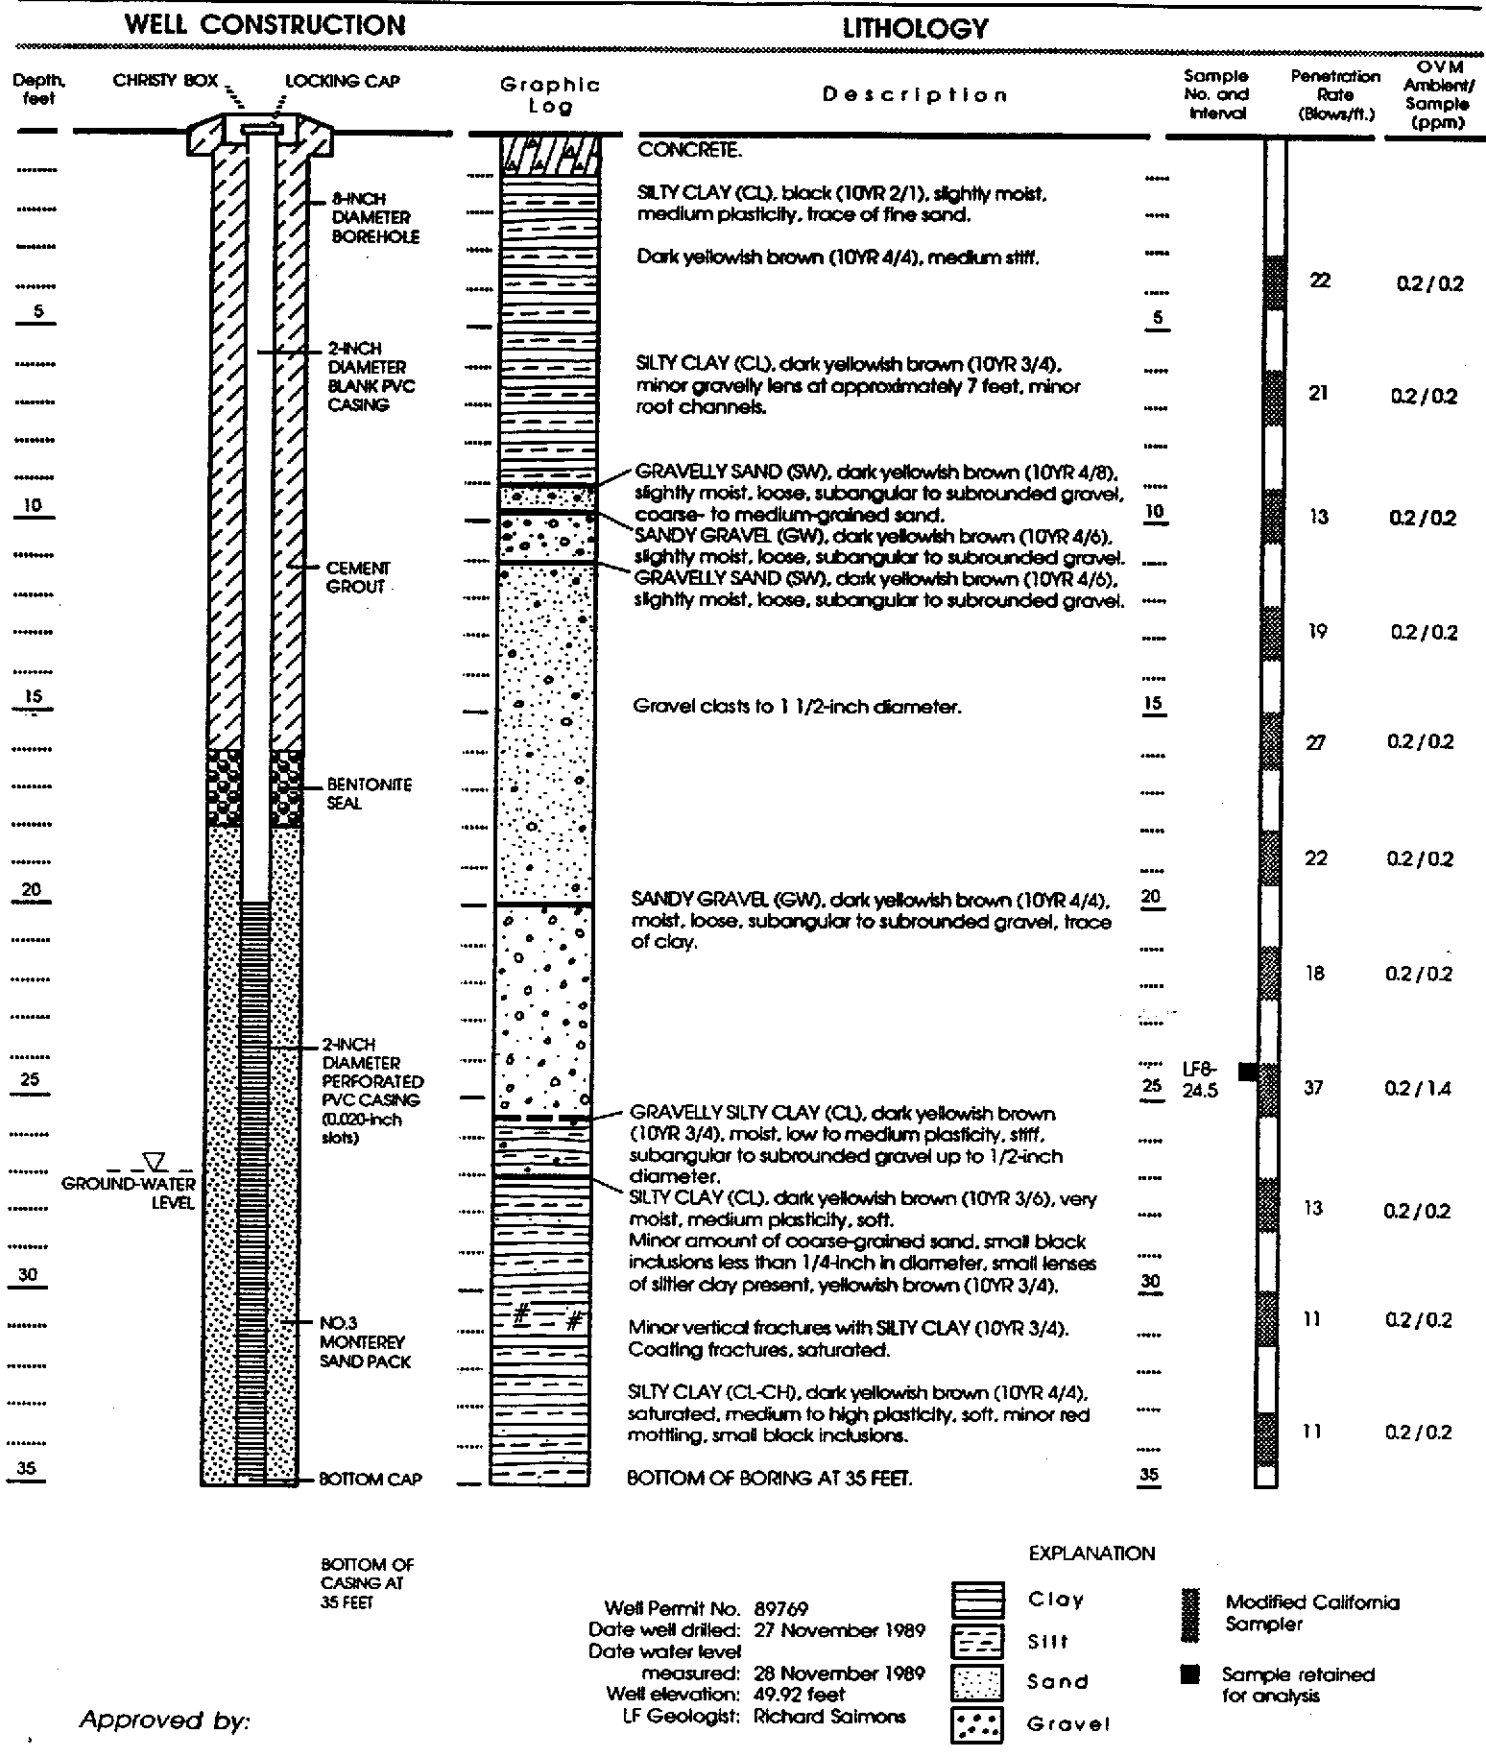 WELL CONSTRUCTION
LITHOLOGY
Depth, feet
CHRISTY BOX
LOCKING CAP
Graphic Log
Description
Sample No. and Interval
Penetration Rate (Blows/ft.)
OVM Ambient/ Sample (ppm)
8-INCH
DIAMETER
BOREHOLE
2-INCH
DIAMETER
BLANK PVC
CASING
CEMENT
GROUT
BENTONITE
SEAL
2-INCH
DIAMETER
PERFORATED
PVC CASING
(0.020-inch
slots)
GROUND-WATER
LEVEL
NO.3
MONTEREY
SAND PACK
BOTTOM CAP
BOTTOM OF
CASING AT
35 FEET
5
10
15
20
25
30
35
CONCRETE.
SILTY CLAY (CL), black (10YR 2/1), slightly moist,
medium plasticity, trace of fine sand.
Dark yellowish brown (10YR 4/4), medium stiff.
SILTY CLAY (CL), dark yellowish brown (10YR 3/4),
minor gravelly lens at approximately 7 feet, minor
root channels.
GRAVELLY SAND (SW), dark yellowish brown (10YR 4/8),
slightly moist, loose, subangular to subrounded gravel,
coarse- to medium-grained sand.
SANDY GRAVEL (GW), dark yellowish brown (10YR 4/6),
slightly moist, loose, subangular to subrounded gravel.
GRAVELLY SAND (SW), dark yellowish brown (10YR 4/6),
slightly moist, loose, subangular to subrounded gravel.
Gravel clasts to 1 1/2-inch diameter.
SANDY GRAVEL (GW), dark yellowish brown (10YR 4/4),
moist, loose, subangular to subrounded gravel, trace
of clay.
GRAVELLY SILTY CLAY (CL), dark yellowish brown
(10YR 3/4), moist, low to medium plasticity, stiff,
subangular to subrounded gravel up to 1/2-inch
diameter.
SILTY CLAY (CL), dark yellowish brown (10YR 3/6), very
moist, medium plasticity, soft.
Minor amount of coarse-grained sand, small black
inclusions less than 1/4-inch in diameter, small lenses
of siltier clay present, yellowish brown (10YR 3/4).
# #
Minor vertical fractures with SILTY CLAY (10YR 3/4).
Coating fractures, saturated.
SILTY CLAY (CL-CH), dark yellowish brown (10YR 4/4),
saturated, medium to high plasticity, soft, minor red
mottling, small black inclusions.
BOTTOM OF BORING AT 35 FEET.
5
10
15
20
25
30
35
LF8-
24.5
22 0.2 / 0.2
21 0.2 / 0.2
13 0.2 / 0.2
19 0.2 / 0.2
27 0.2 / 0.2
22 0.2 / 0.2
18 0.2 / 0.2
37 0.2 / 1.4
13 0.2 / 0.2
11 0.2 / 0.2
11 0.2 / 0.2
Well Permit No. 89769
Date well drilled: 27 November 1989
Date water level
measured: 28 November 1989
Well elevation: 49.92 feet
LF Geologist: Richard Saimons
EXPLANATION
Clay
Silt
Sand
Gravel
Modified California
Sampler
Sample retained
for analysis
Approved by: